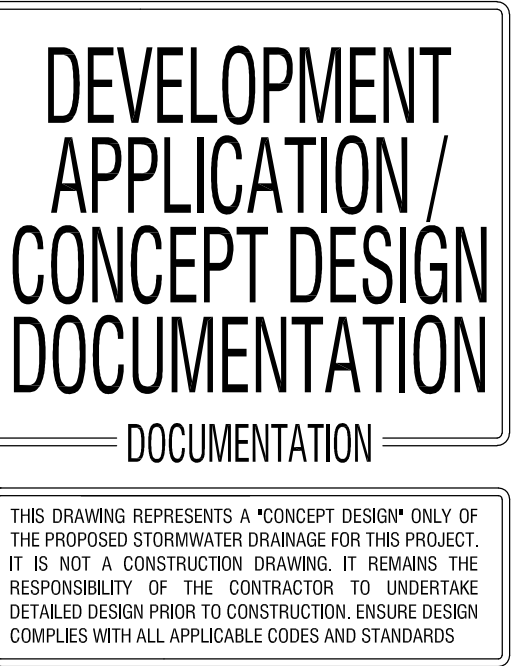 DEVELOPMENT
APPLICATION /
CONCEPT DESIGN
DOCUMENTATION
DOCUMENTATION
THIS DRAWING REPRESENTS A "CONCEPT DESIGN" ONLY OF
THE PROPOSED STORMWATER DRAINAGE FOR THIS PROJECT.
IT IS NOT A CONSTRUCTION DRAWING. IT REMAINS THE
RESPONSIBILITY OF THE CONTRACTOR TO UNDERTAKE
DETAILED DESIGN PRIOR TO CONSTRUCTION. ENSURE DESIGN
COMPLIES WITH ALL APPLICABLE CODES AND STANDARDS